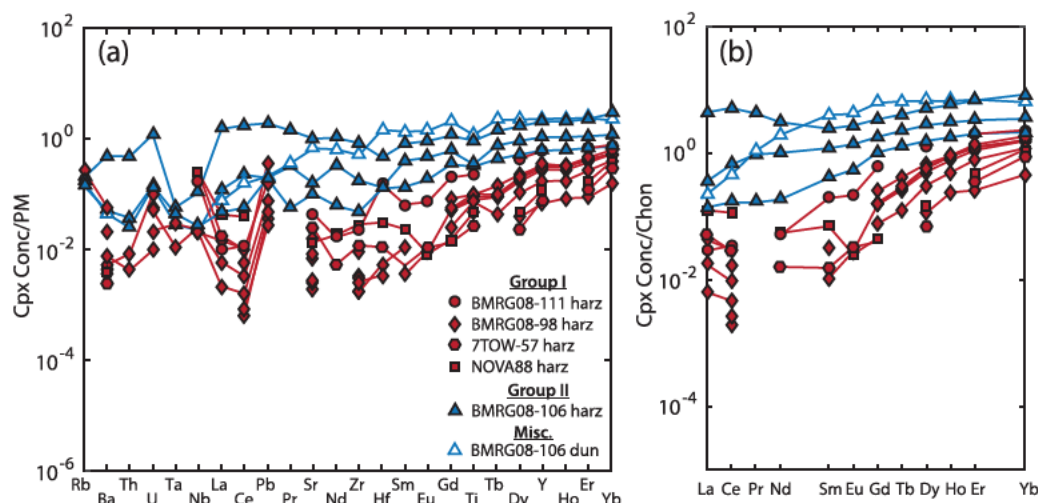 (a)
(b)
Cpx Conc/PM
10^2
10^0
10^-2
10^-4
10^-6
Group I
BMRG08-111 harz
BMRG08-98 harz
7TOW-57 harz
NOVA88 harz
Group II
BMRG08-106 harz
Misc.
BMRG08-106 dun
Rb Ba Th U Ta Nb La Ce Pb Pr Sr Nd Zr Hf Sm Eu Gd Ti Tb Dy Y Ho Er Yb
Cpx Conc/Chon
10^2
10^0
10^-2
10^-4
La Ce Pr Nd Sm Eu Gd Tb Dy Ho Er Yb